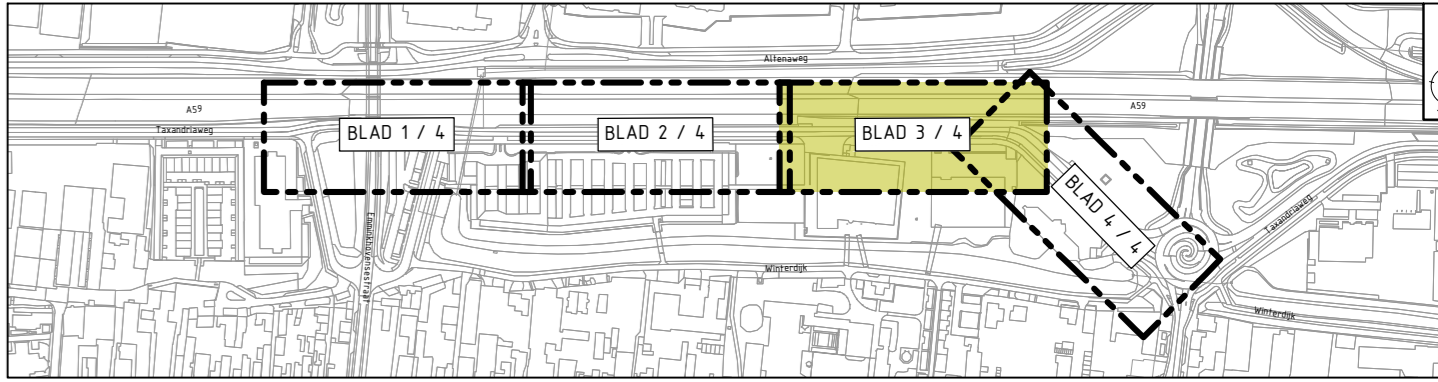 Altenaweg
A59
A59
Taxandriaweg
BLAD 1 / 4
BLAD 2 / 4
BLAD 3 / 4
BLAD 4 / 4
Emminkhovensestraat
Taxandriaweg
Winterdijk
Winterdijk